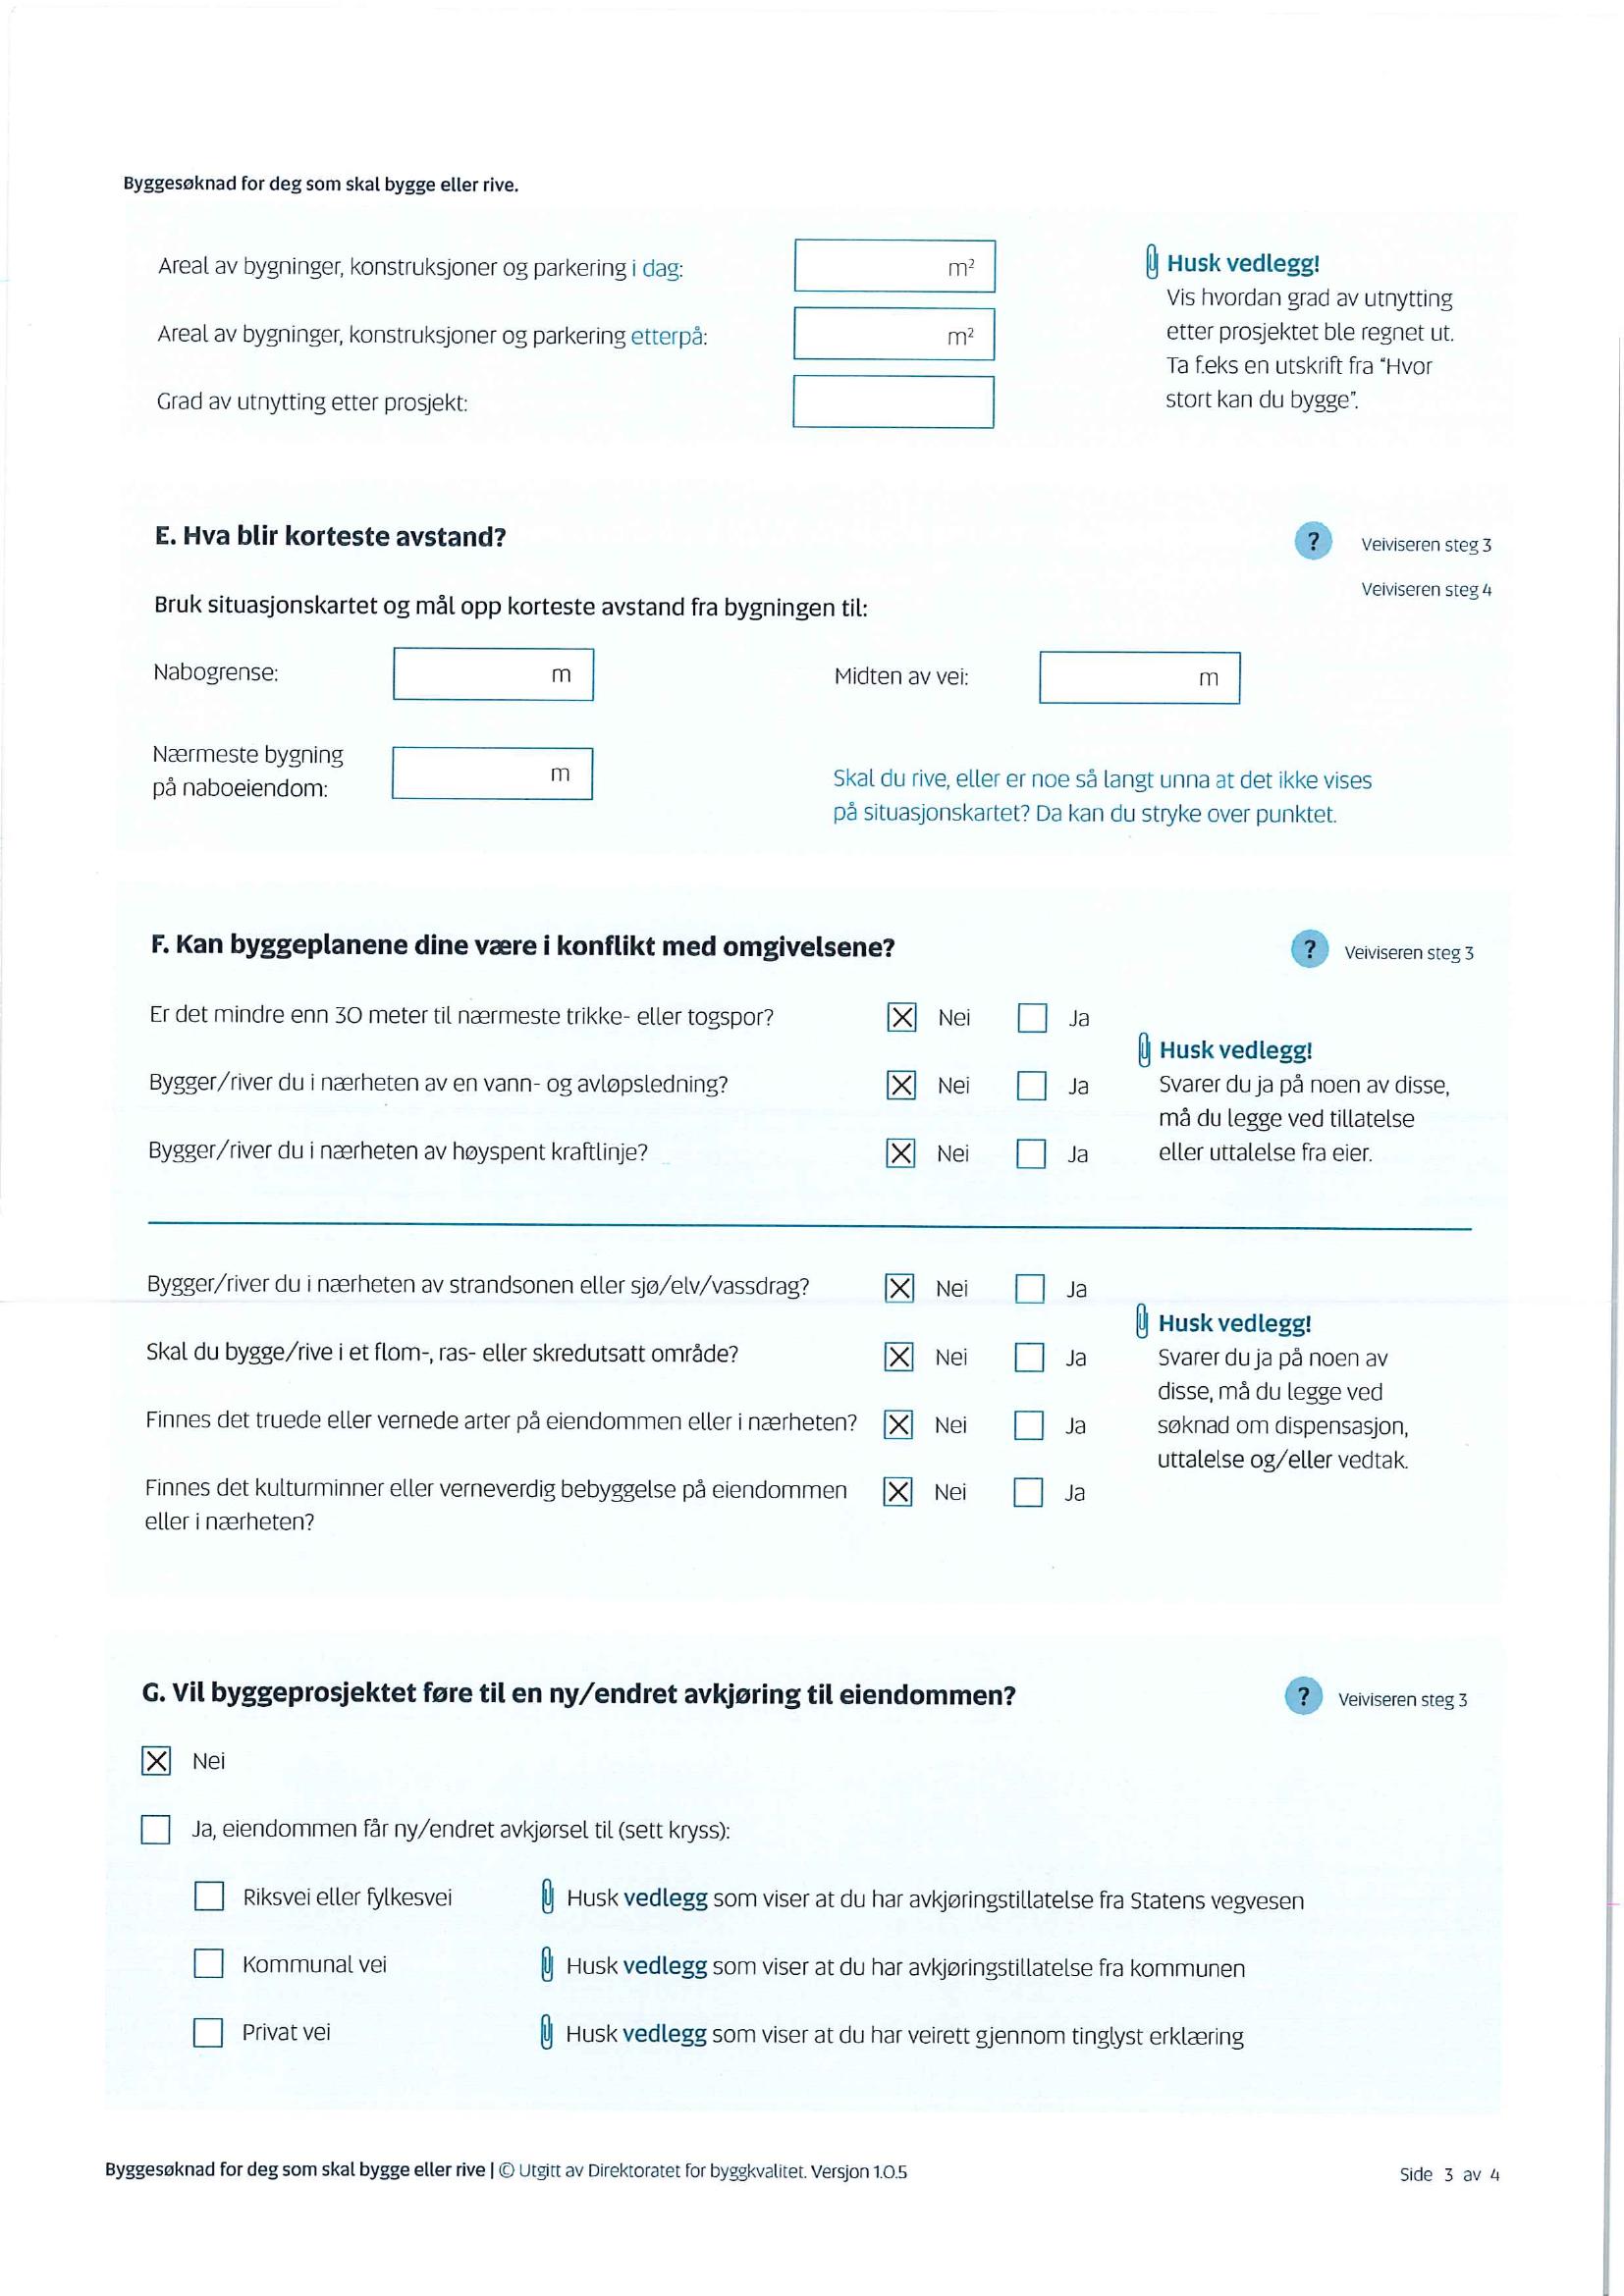 Byggesøknad for deg som skal bygge eller rive.
Areal av bygninger, konstruksjoner og parkering i dag:
m²
Areal av bygninger, konstruksjoner og parkering etterpå:
m²
Grad av utnytting etter prosjekt:
Husk vedlegg!
Vis hvordan grad av utnytting
etter prosjektet ble regnet ut.
Ta f.eks en utskrift fra "Hvor
stort kan du bygge".
E. Hva blir korteste avstand?
?
Veiviseren steg 3
Veiviseren steg 4
Bruk situasjonskartet og mål opp korteste avstand fra bygningen til:
Nabogrense:
m
Midten av vei:
m
Nærmeste bygning
på naboeiendom:
m
Skal du rive, eller er noe så langt unna at det ikke vises
på situasjonskartet? Da kan du stryke over punktet.
F. Kan byggeplanene dine være i konflikt med omgivelsene?
?
Veiviseren steg 3
Er det mindre enn 30 meter til nærmeste trikke- eller togspor?
Nei
Ja
Bygger/river du i nærheten av en vann- og avløpsledning?
Nei
Ja
Bygger/river du i nærheten av høyspent kraftlinje?
Nei
Ja
Husk vedlegg!
Svarer du ja på noen av disse,
må du legge ved tillatelse
eller uttalelse fra eier.
Bygger/river du i nærheten av strandsonen eller sjø/elv/vassdrag?
Nei
Ja
Skal du bygge/rive i et flom-, ras- eller skredutsatt område?
Nei
Ja
Finnes det truede eller vernede arter på eiendommen eller i nærheten?
Nei
Ja
Finnes det kulturminner eller verneverdig bebyggelse på eiendommen
eller i nærheten?
Nei
Ja
Husk vedlegg!
Svarer du ja på noen av
disse, må du legge ved
søknad om dispensasjon,
uttalelse og/eller vedtak.
G. Vil byggeprosjektet føre til en ny/endret avkjøring til eiendommen?
?
Veiviseren steg 3
Nei
Ja, eiendommen får ny/endret avkjørsel til (sett kryss):
Riksvei eller fylkesvei
Husk vedlegg som viser at du har avkjøringstillatelse fra Statens vegvesen
Kommunal vei
Husk vedlegg som viser at du har avkjøringstillatelse fra kommunen
Privat vei
Husk vedlegg som viser at du har veirett gjennom tinglyst erklæring
Byggesøknad for deg som skal bygge eller rive | © Utgitt av Direktoratet for byggkvalitet. Versjon 1.0.5
Side 3 av 4